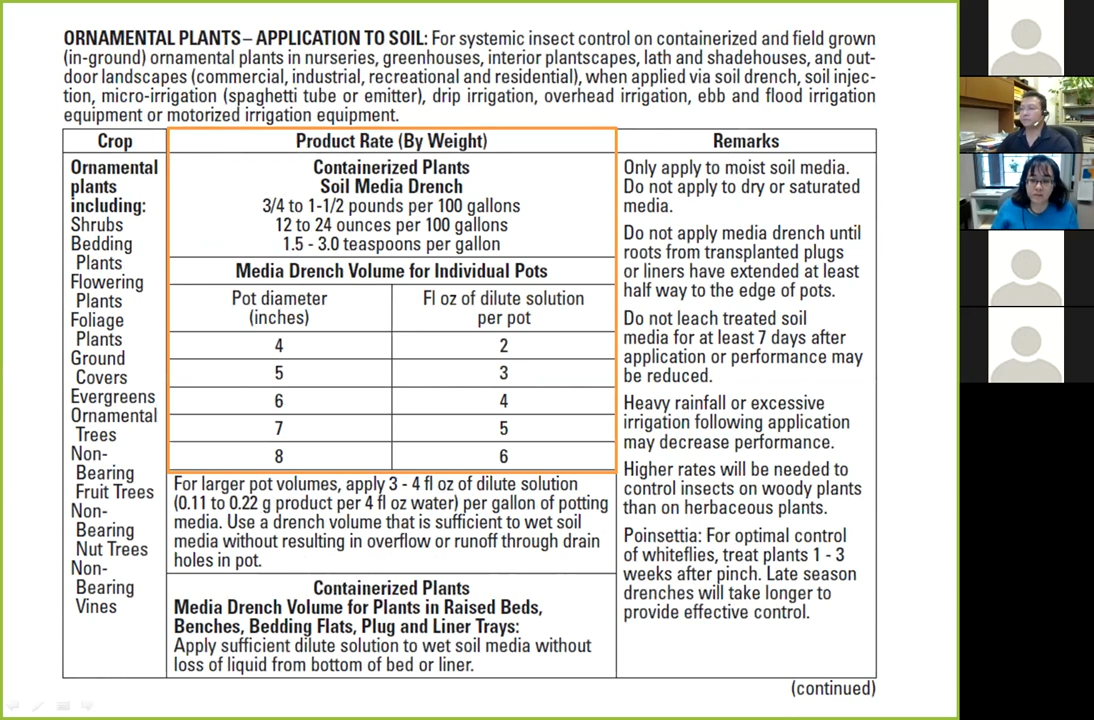 ORNAMENTAL PLANTS – APPLICATION TO SOIL: For systemic insect control on containerized and field grown
(in-ground) ornamental plants in nurseries, greenhouses, interior plantscapes, lath and shadehouses, and out-
door landscapes (commercial, industrial, recreational and residential), when applied via soil drench, soil injec-
tion, micro-irrigation (spaghetti tube or emitter), drip irrigation, overhead irrigation, ebb and flood irrigation
equipment or motorized irrigation equipment.
Crop
Ornamental
plants
including:
Shrubs
Bedding
Plants
Flowering
Plants
Foliage
Plants
Ground
Covers
Evergreens
Ornamental
Trees
Non-
Bearing
Fruit Trees
Non-
Bearing
Nut Trees
Non-
Bearing
Vines
Product Rate (By Weight)
Containerized Plants
Soil Media Drench
3/4 to 1-1/2 pounds per 100 gallons
12 to 24 ounces per 100 gallons
1.5 - 3.0 teaspoons per gallon
Media Drench Volume for Individual Pots
Pot diameter
(inches)
Fl oz of dilute solution
per pot
4 2
5 3
6 4
7 5
8 6
For larger pot volumes, apply 3 - 4 fl oz of dilute solution
(0.11 to 0.22 g product per 4 fl oz water) per gallon of potting
media. Use a drench volume that is sufficient to wet soil
media without resulting in overflow or runoff through drain
holes in pot.
Containerized Plants
Media Drench Volume for Plants in Raised Beds,
Benches, Bedding Flats, Plug and Liner Trays:
Apply sufficient dilute solution to wet soil media without
loss of liquid from bottom of bed or liner.
Remarks
Only apply to moist soil media.
Do not apply to dry or saturated
media.
Do not apply media drench until
roots from transplanted plugs
or liners have extended at least
half way to the edge of pots.
Do not leach treated soil
media for at least 7 days after
application or performance may
be reduced.
Heavy rainfall or excessive
irrigation following application
may decrease performance.
Higher rates will be needed to
control insects on woody plants
than on herbaceous plants.
Poinsettia: For optimal control
of whiteflies, treat plants 1 - 3
weeks after pinch. Late season
drenches will take longer to
provide effective control.
(continued)